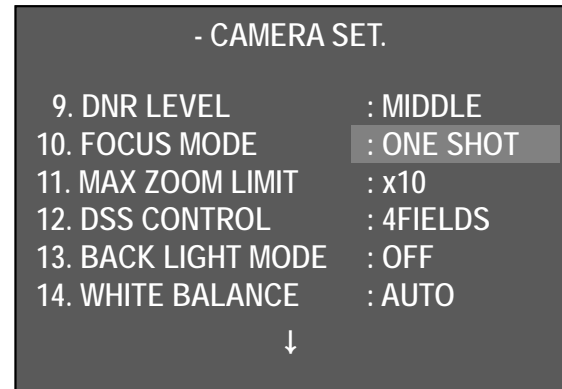 - CAMERA SET.
9. DNR LEVEL : MIDDLE
10. FOCUS MODE : ONE SHOT
11. MAX ZOOM LIMIT : x10
12. DSS CONTROL : 4FIELDS
13. BACK LIGHT MODE : OFF
14. WHITE BALANCE : AUTO
↓